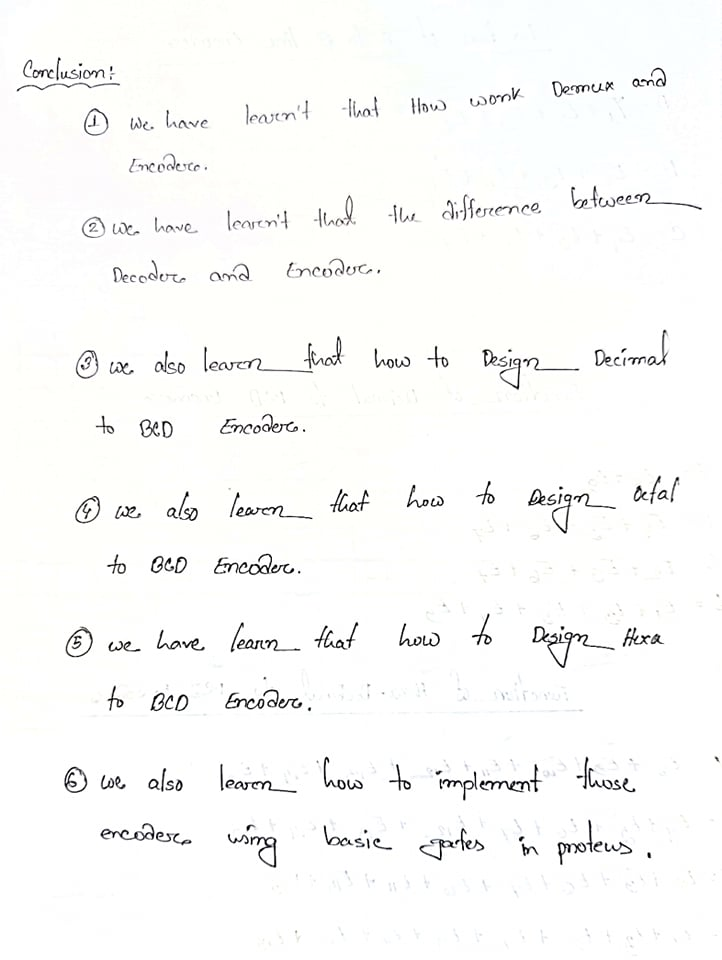 Conclusion:
① We have learn't that How work Demux and
Encoder.
② we have learn't that the difference between
Decoder and Encoder.
③ we also learn that how to Design Decimal
to BCD Encoder.
④ we also learn that how to Design Octal
to BCD Encoder.
⑤ we have learn that how to Design Hexa
to BCD Encoder.
⑥ we also learn how to implement those
encoder using basic gates in proteus.